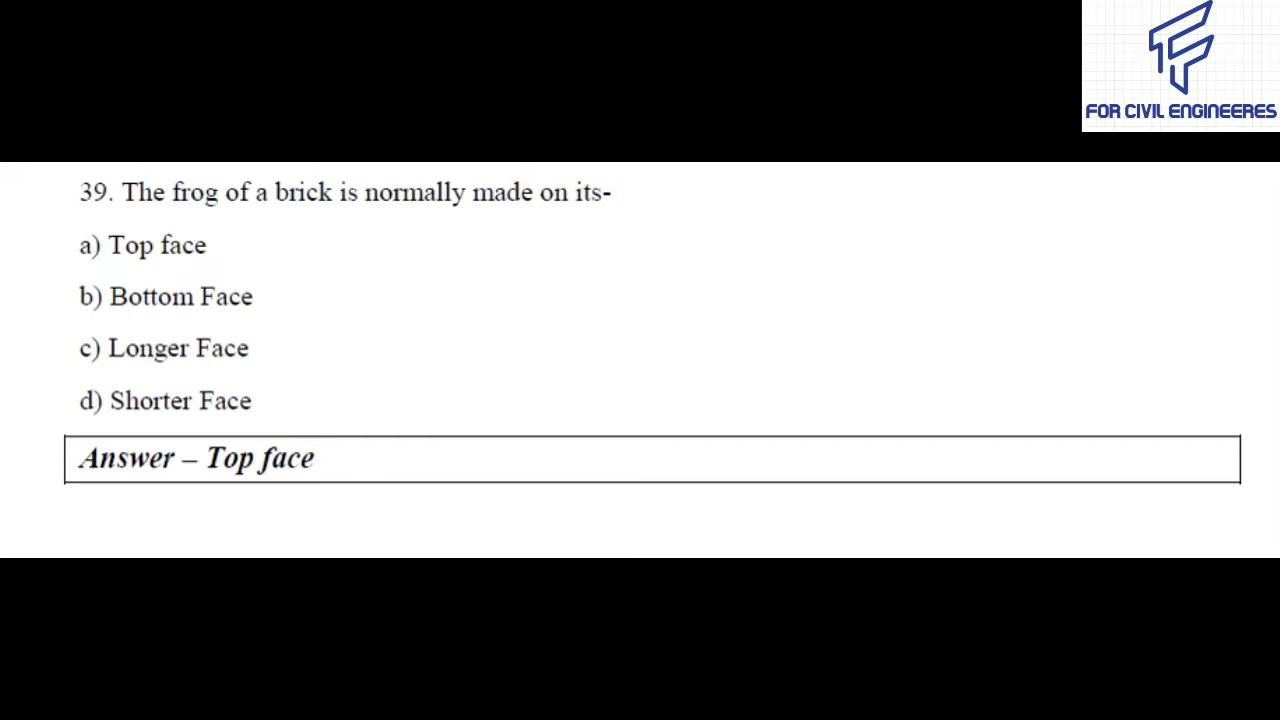 FOR CIVIL ENGINEERES
39. The frog of a brick is normally made on its-
a) Top face
b) Bottom Face
c) Longer Face
d) Shorter Face
Answer – Top face